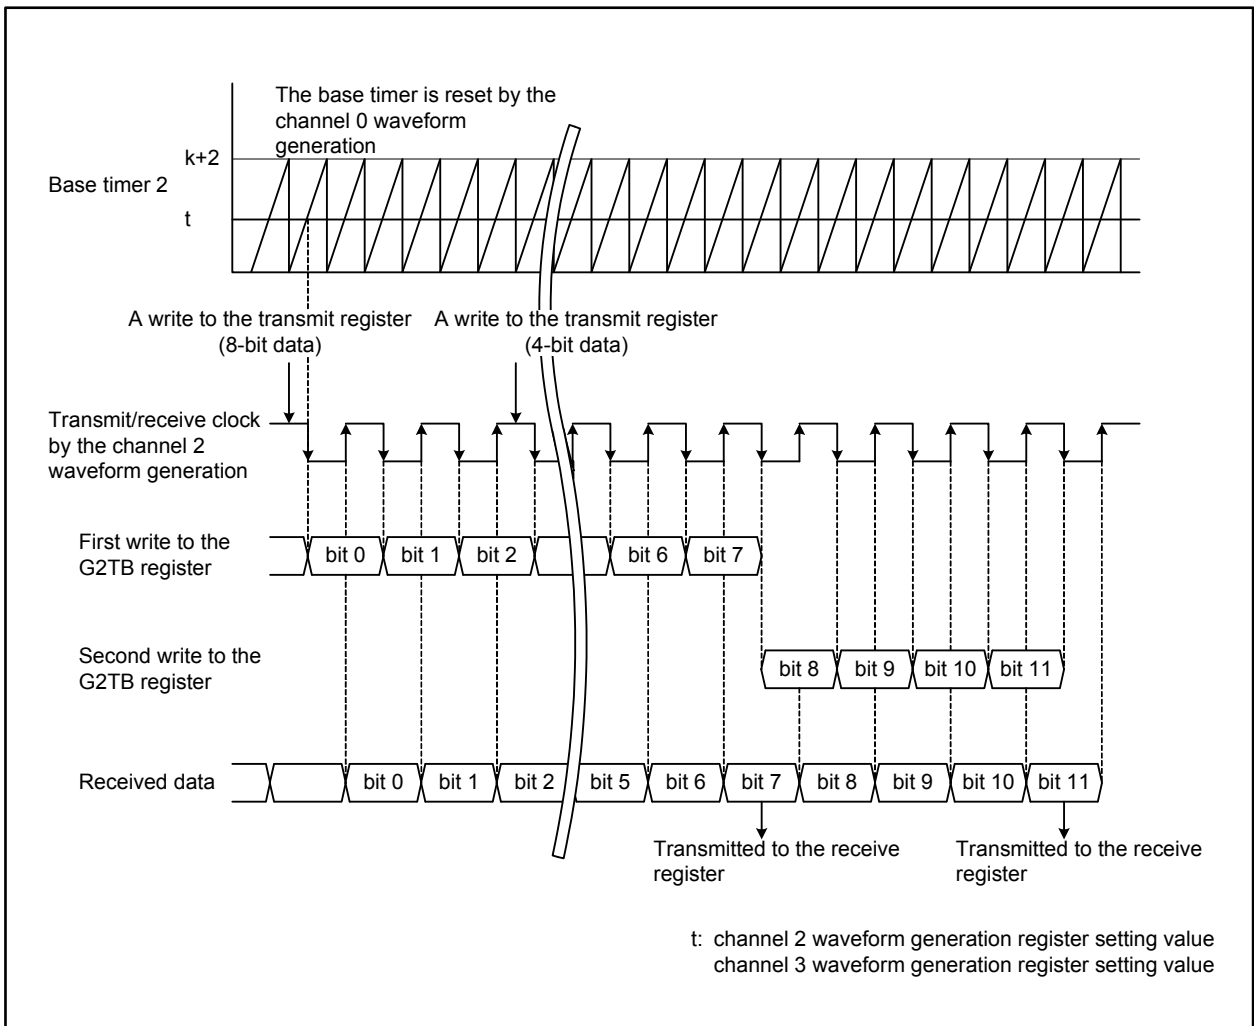 The base timer is reset by the
channel 0 waveform
generation
k+2
Base timer 2
t
A write to the transmit register
(8-bit data)
A write to the transmit register
(4-bit data)
Transmit/receive clock
by the channel 2
waveform generation
First write to the
G2TB register
bit 0 bit 1 bit 2 bit 6 bit 7
Second write to the
G2TB register
bit 8 bit 9 bit 10 bit 11
Received data
bit 0 bit 1 bit 2 bit 5 bit 6 bit 7 bit 8 bit 9 bit 10 bit 11
Transmitted to the receive
register
Transmitted to the receive
register
t: channel 2 waveform generation register setting value
channel 3 waveform generation register setting value